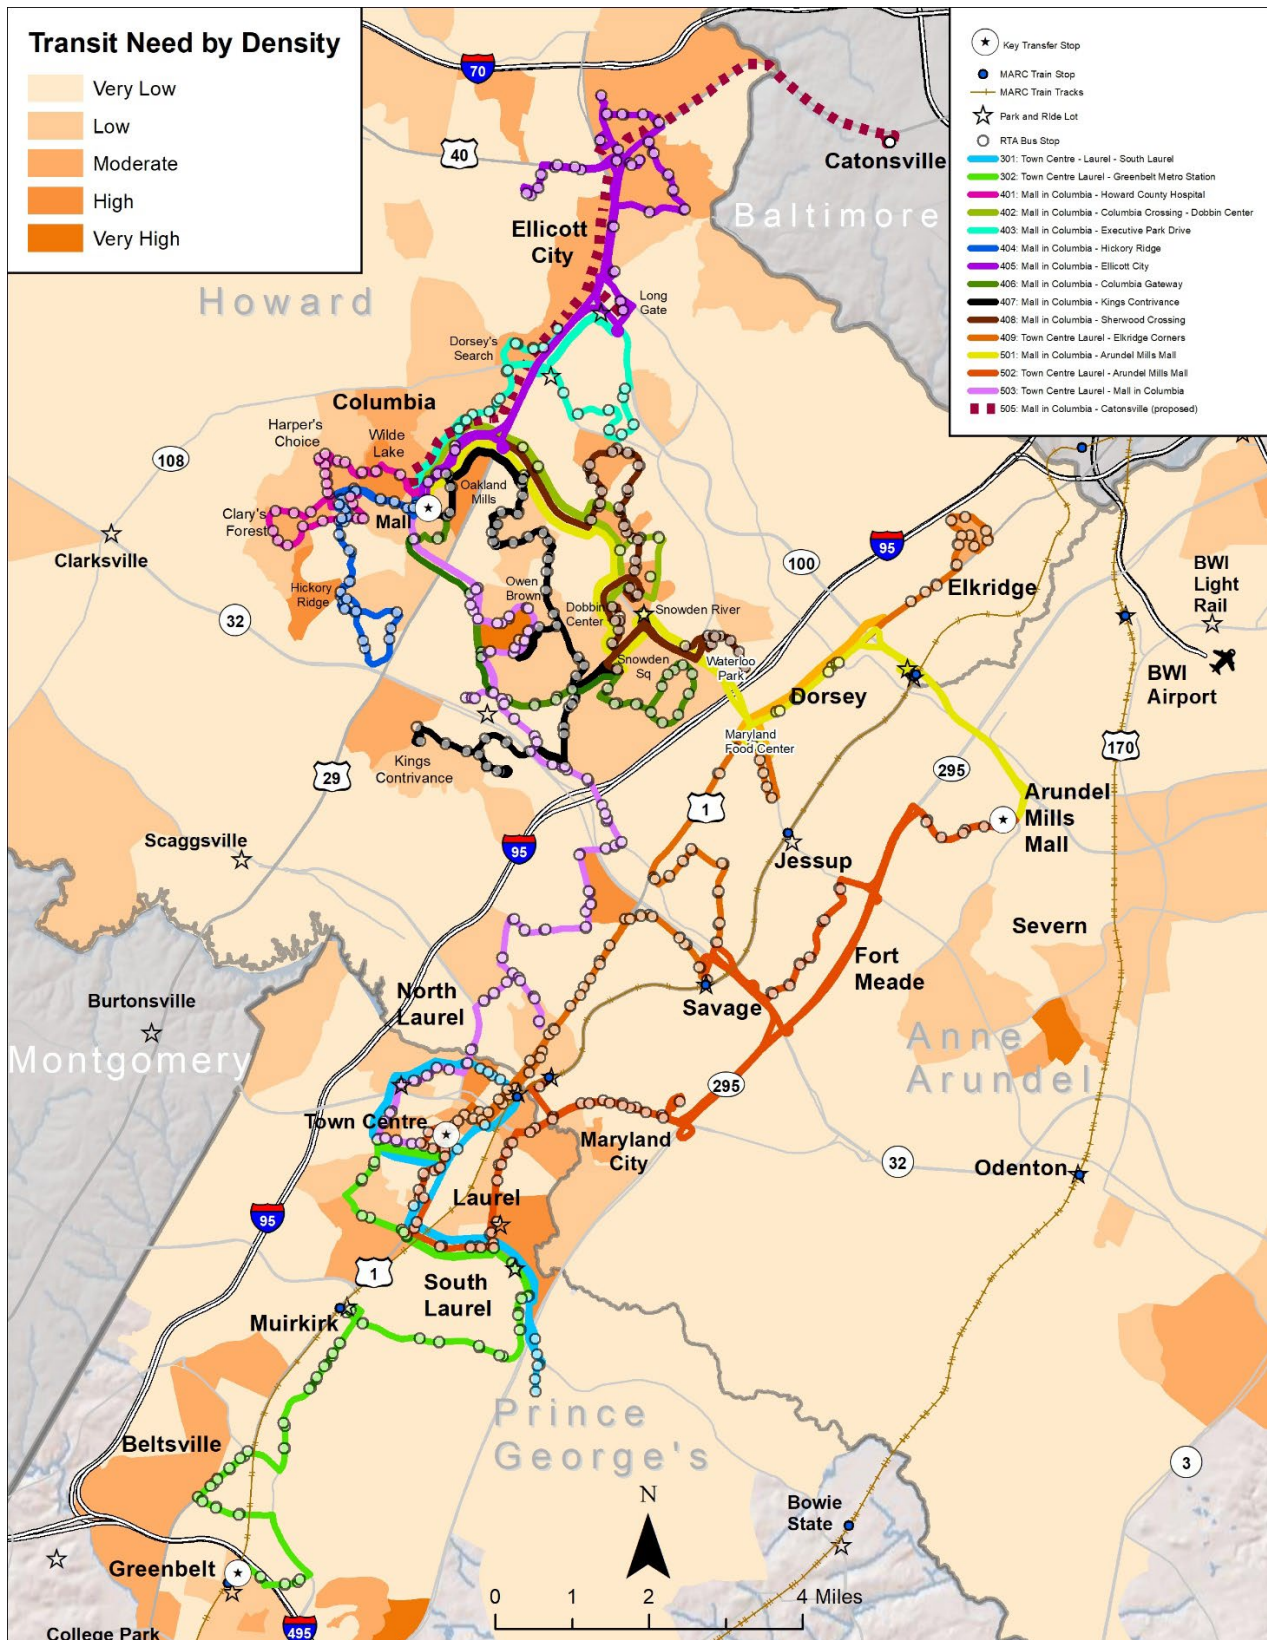 Transit Need by Density
Very Low
Low
Moderate
High
Very High
Key Transfer Stop
MARC Train Stop
MARC Train Tracks
Park and Ride Lot
RTA Bus Stop
301: Town Centre - Laurel - South Laurel
302: Town Centre Laurel - Greenbelt Metro Station
401: Mall in Columbia - Howard County Hospital
402: Mall in Columbia - Columbia Crossing - Dobbin Center
403: Mall in Columbia - Executive Park Drive
404: Mall in Columbia - Hickory Ridge
405: Mall in Columbia - Ellicott City
406: Mall in Columbia - Columbia Gateway
407: Mall in Columbia - Kings Contrivance
408: Mall in Columbia - Sherwood Crossing
409: Town Centre Laurel - Elkridge Corners
501: Mall in Columbia - Arundel Mills Mall
502: Town Centre Laurel - Arundel Mills Mall
503: Town Centre Laurel - Mall in Columbia
505: Mall in Columbia - Catonsville (proposed)
70
40
Catonsville
Baltimore
Ellicott
City
Howard
Long
Gate
Dorsey's
Search
Columbia
Harper's
Choice
Wilde
Lake
108
Oakland
Mills
Mall
Clary's
Forest
Clarksville
95
100
BWI
Light
Rail
Elkridge
Hickory
Ridge
Owen
Brown
Dobbin
Center
Snowden River
32
Snowden
Sq
Waterloo
Park
BWI
Airport
Dorsey
Maryland
Food Center
170
Kings
Contrivance
29
295
1
Arundel
Mills
Mall
95
Scaggsville
Jessup
Severn
Fort
Meade
Burtonsville
North
Laurel
Savage
Montgomery
Anne
Arundel
295
Town Centre
Maryland
City
32
Odenton
Laurel
95
1
South
Laurel
Muirkirk
Prince
George's
Beltsville
3
N
Bowie
State
Greenbelt
0 1 2 4 Miles
495
College Park